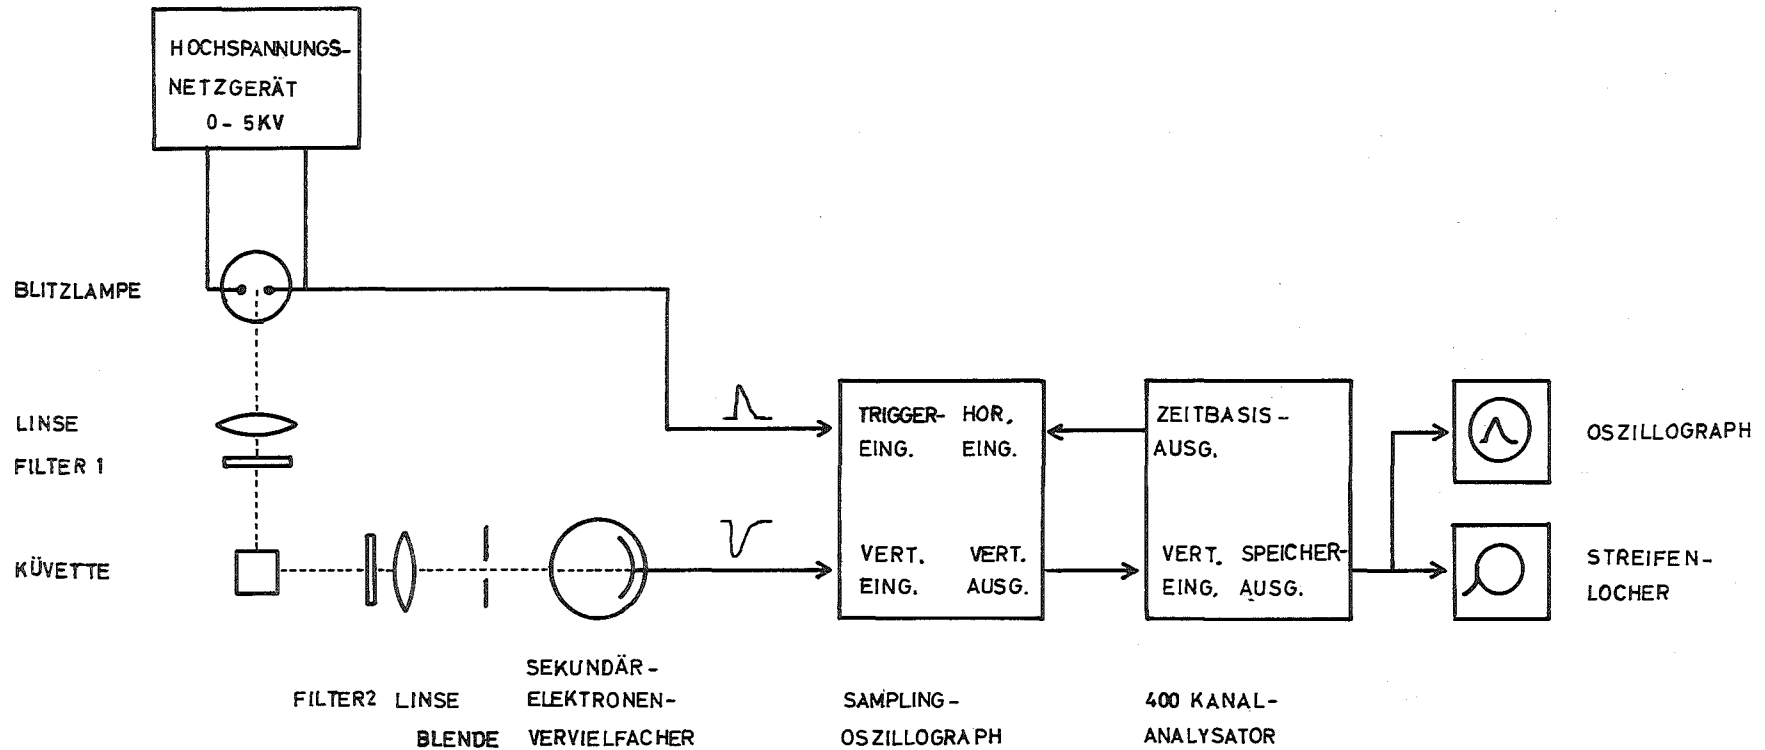 HOCHSPANNUNGS-
NETZGERÄT
0- 5KV
BLITZLAMPE
LINSE
FILTER 1
KÜVETTE
TRIGGER-
EING.
HOR,
EING.
VERT.
EING.
VERT.
AUSG.
ZEITBASIS-
AUSG.
VERT.
EING.
SPEICHER-
AUSG.
OSZILLOGRAPH
STREIFEN-
LOCHER
FILTER2
LINSE
BLENDE
SEKUNDÄR-
ELEKTRONEN-
VERVIELFACHER
SAMPLING-
OSZILLOGRAPH
400 KANAL-
ANALYSATOR